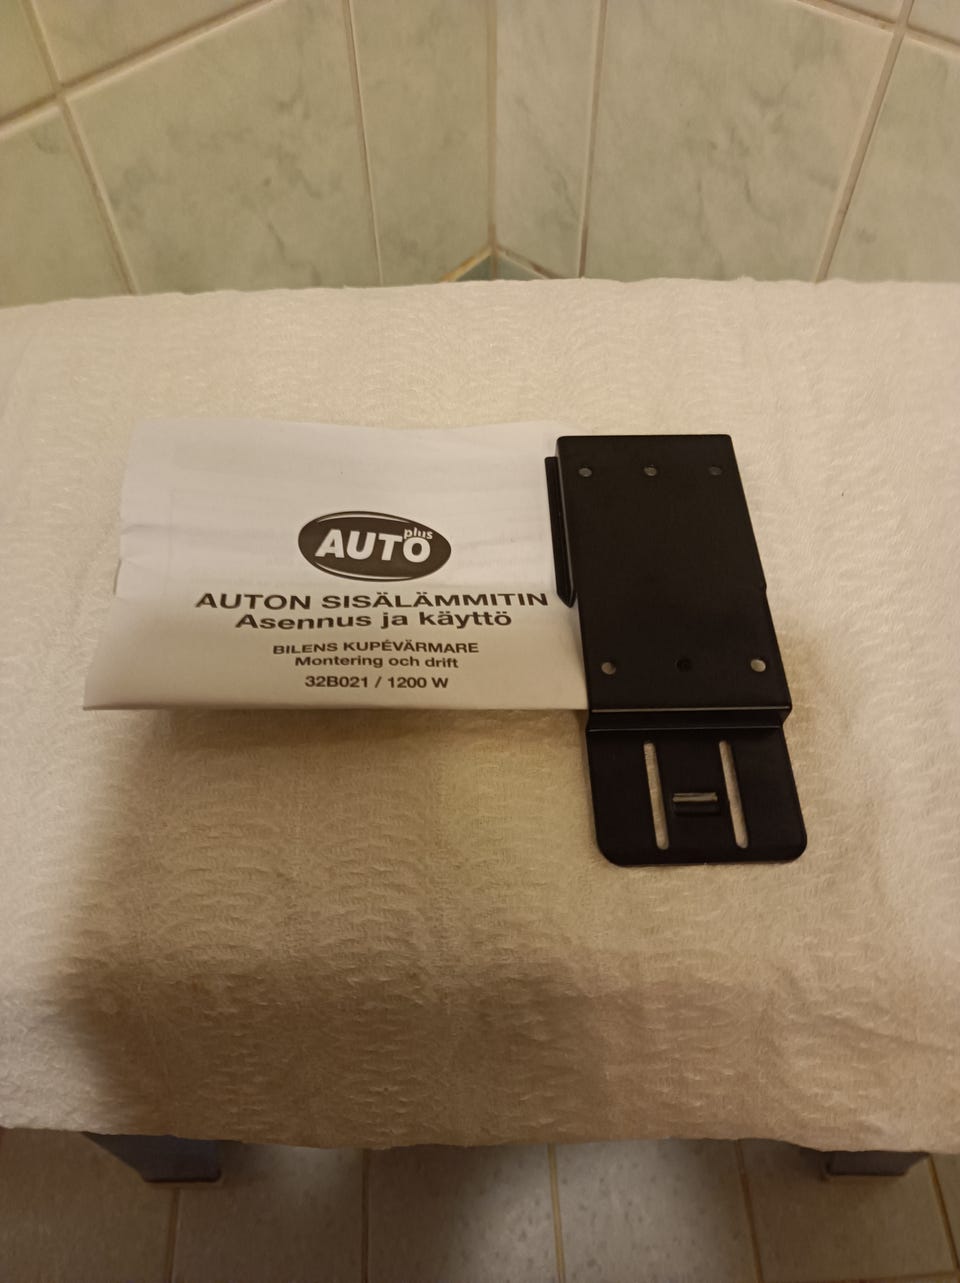 AUTO plus
AUTON SISÄLÄMMITIN
Asennus ja käyttö
BILENS KUPÉVÄRMARE
Montering och drift
32B021 / 1200 W